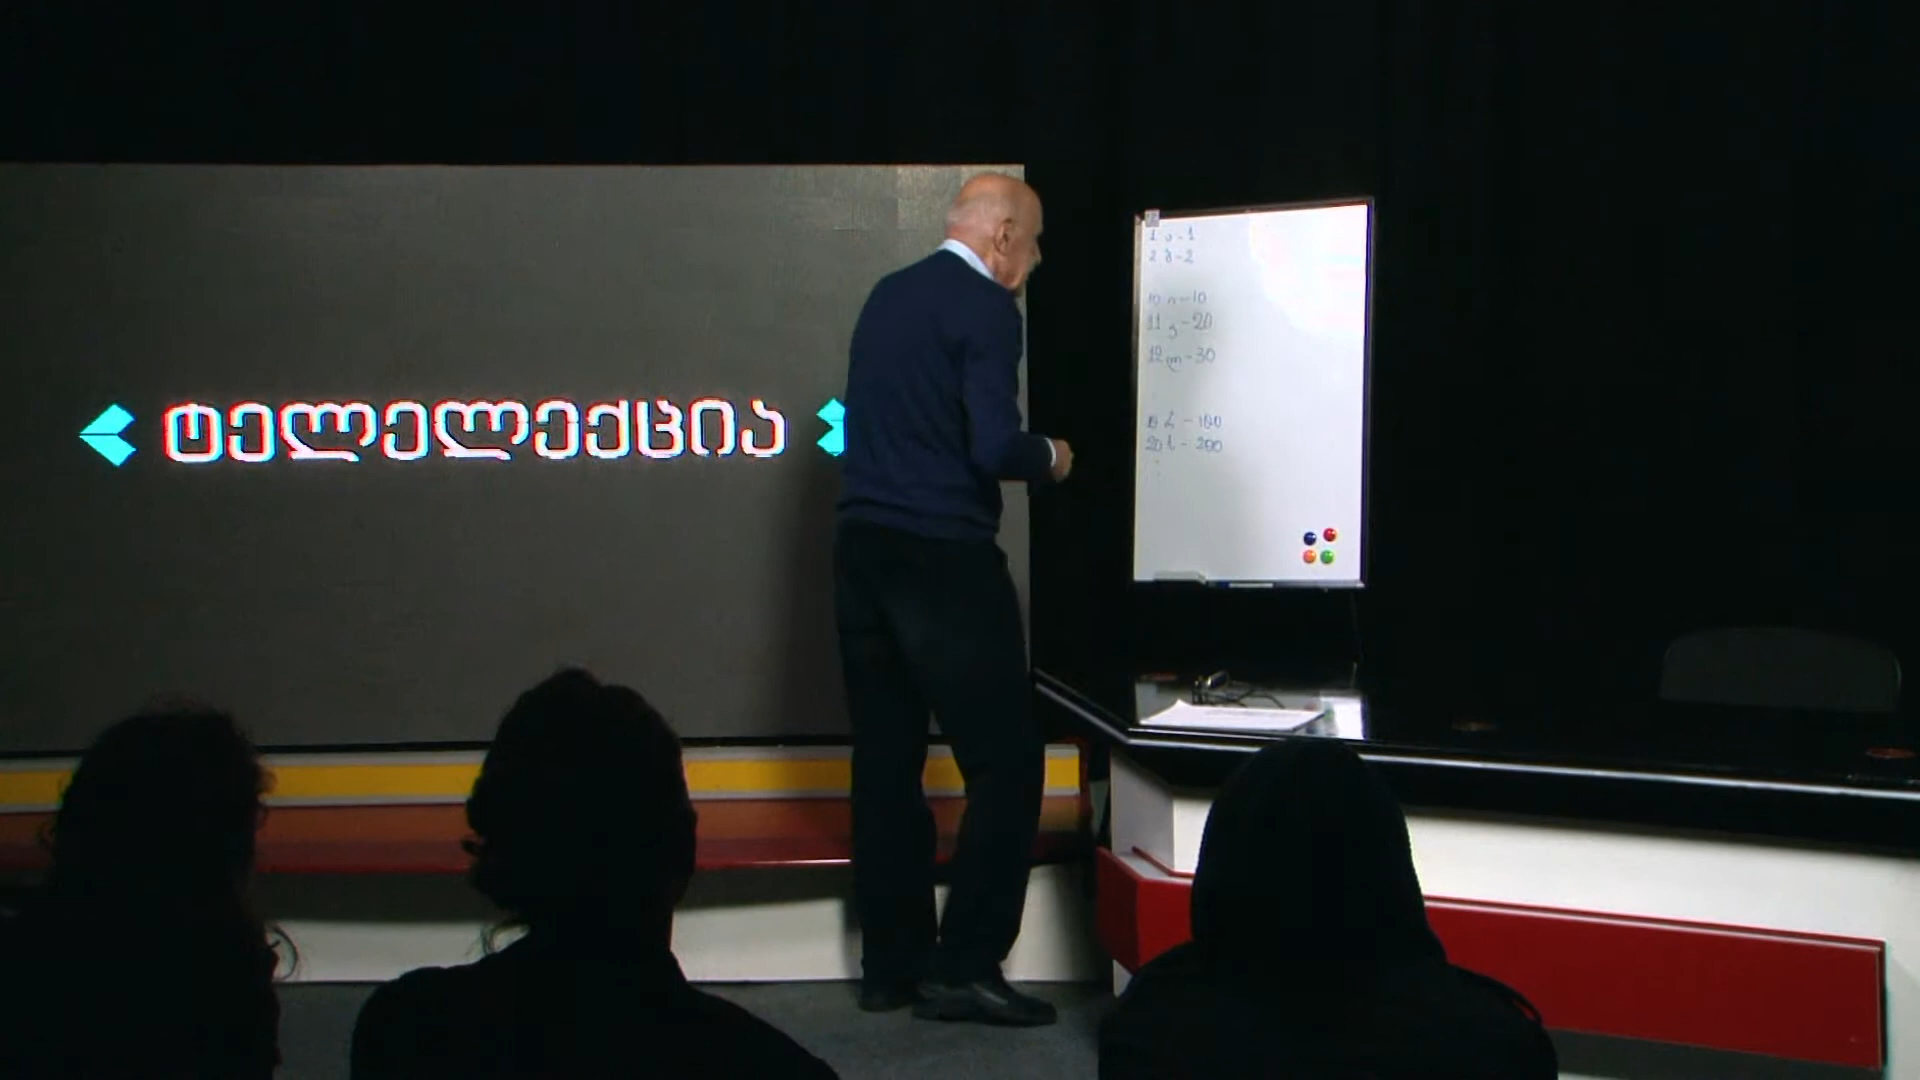 ტელელექცია
1 ა - 1
2 ბ - 2
10 ი - 10
11 კ - 20
12 ლ - 30
19 რ - 100
20 ს - 200